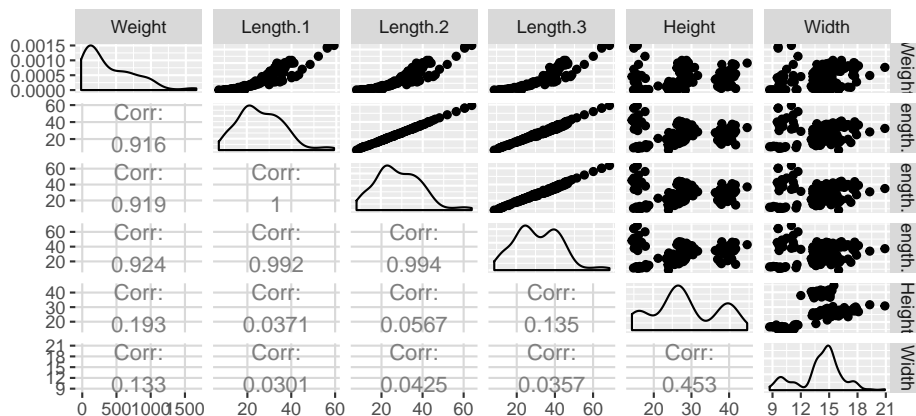 Weight Length.1 Length.2 Length.3 Height Width
0.0015
0.0010
0.0005
0.0000
Weigh
60
40
20
Corr:
0.916
ength.
60
40
20
Corr: Corr:
0.919 1
ength.
60
40
20
Corr: Corr: Corr:
0.924 0.992 0.994
ength.
40
30
20
Corr: Corr: Corr: Corr:
0.193 0.0371 0.0567 0.135
Height
21
18
15
12
9
Corr: Corr: Corr: Corr: Corr:
0.133 0.0301 0.0425 0.0357 0.453
Width
0 500 1000 1500 20 40 60 20 40 60 20 40 60 20 30 40 9 12 15 18 21